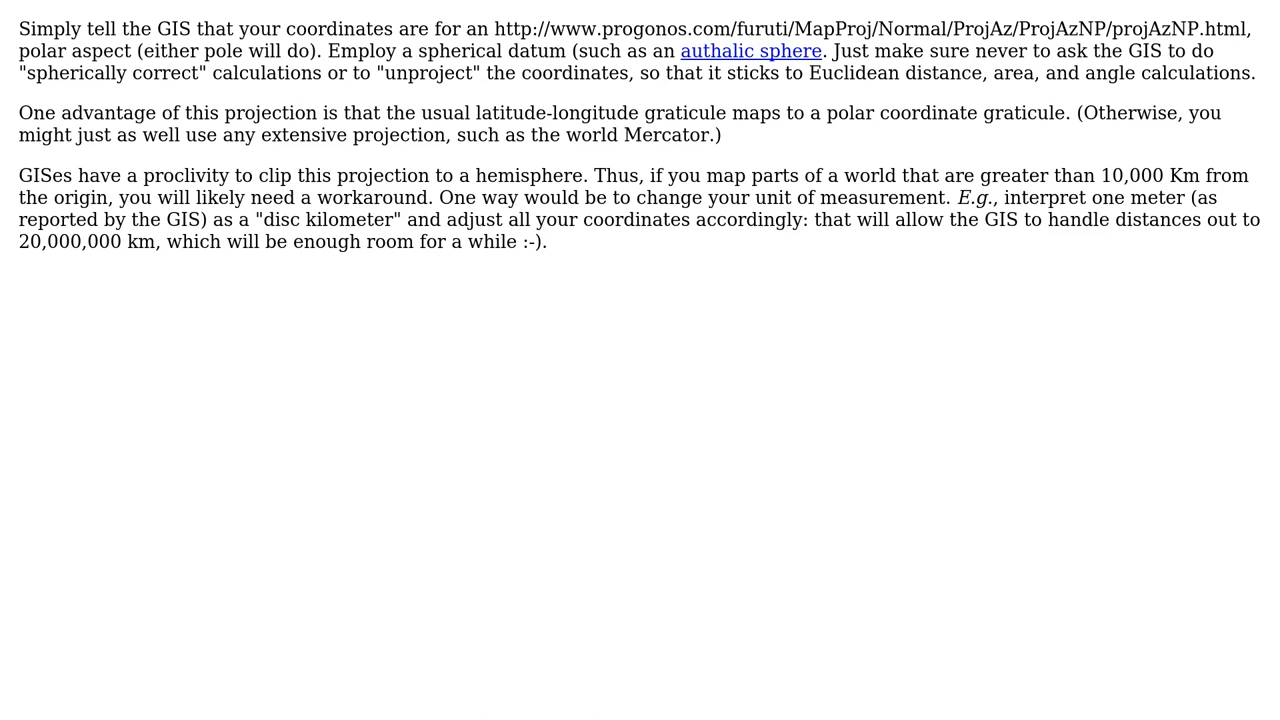 Simply tell the GIS that your coordinates are for an http://www.progonos.com/furuti/MapProj/Normal/ProjAz/ProjAzNP/projAzNP.html,
polar aspect (either pole will do). Employ a spherical datum (such as an authalic sphere. Just make sure never to ask the GIS to do
"spherically correct" calculations or to "unproject" the coordinates, so that it sticks to Euclidean distance, area, and angle calculations.
One advantage of this projection is that the usual latitude-longitude graticule maps to a polar coordinate graticule. (Otherwise, you
might just as well use any extensive projection, such as the world Mercator.)
GISes have a proclivity to clip this projection to a hemisphere. Thus, if you map parts of a world that are greater than 10,000 Km from
the origin, you will likely need a workaround. One way would be to change your unit of measurement. E.g., interpret one meter (as
reported by the GIS) as a "disc kilometer" and adjust all your coordinates accordingly: that will allow the GIS to handle distances out to
20,000,000 km, which will be enough room for a while :-).